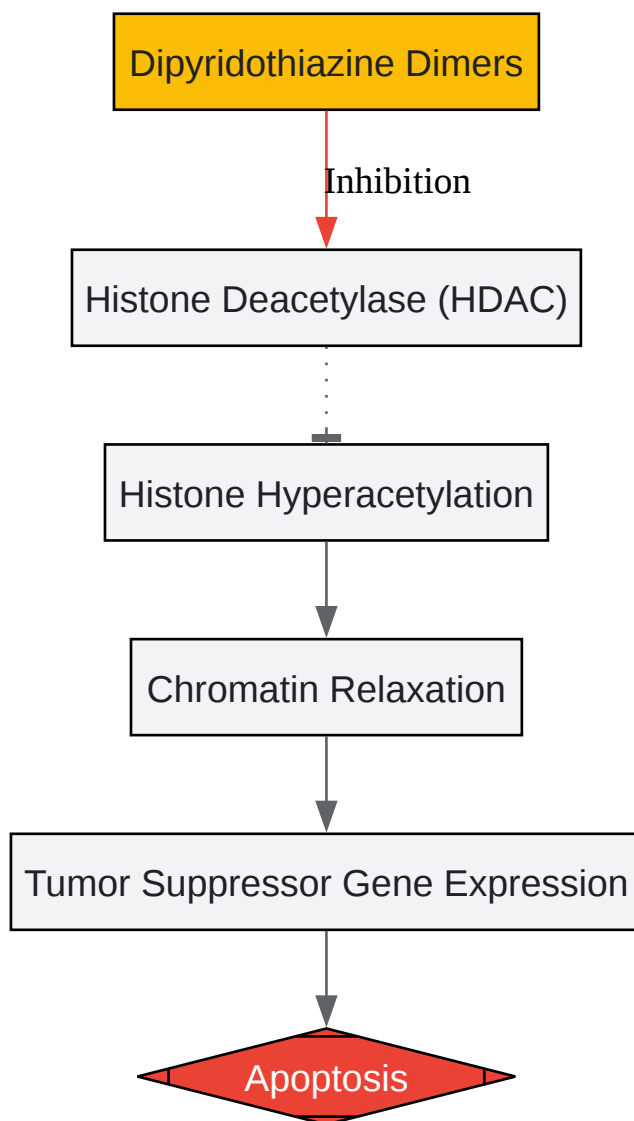 Dipyridothiazine Dimers
Inhibition
Histone Deacetylase (HDAC)
Histone Hyperacetylation
Chromatin Relaxation
Tumor Suppressor Gene Expression
Apoptosis